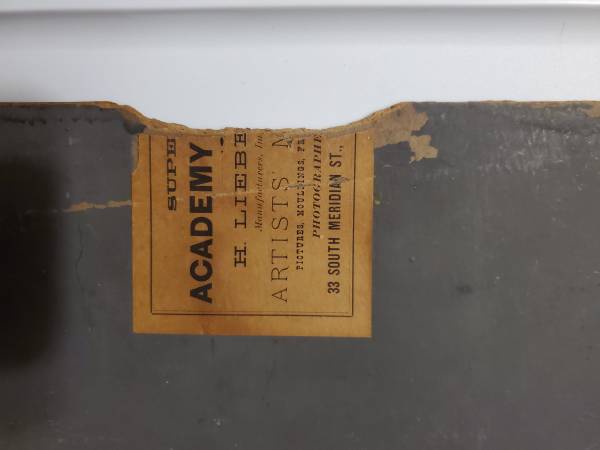 SUPE
ACADEMY
H. LIEBE
Manufacturers, Im
ARTISTS' M
PICTURES, MOULDINGS, FR
PHOTOGRAPHE
33 SOUTH MERIDIAN ST.,